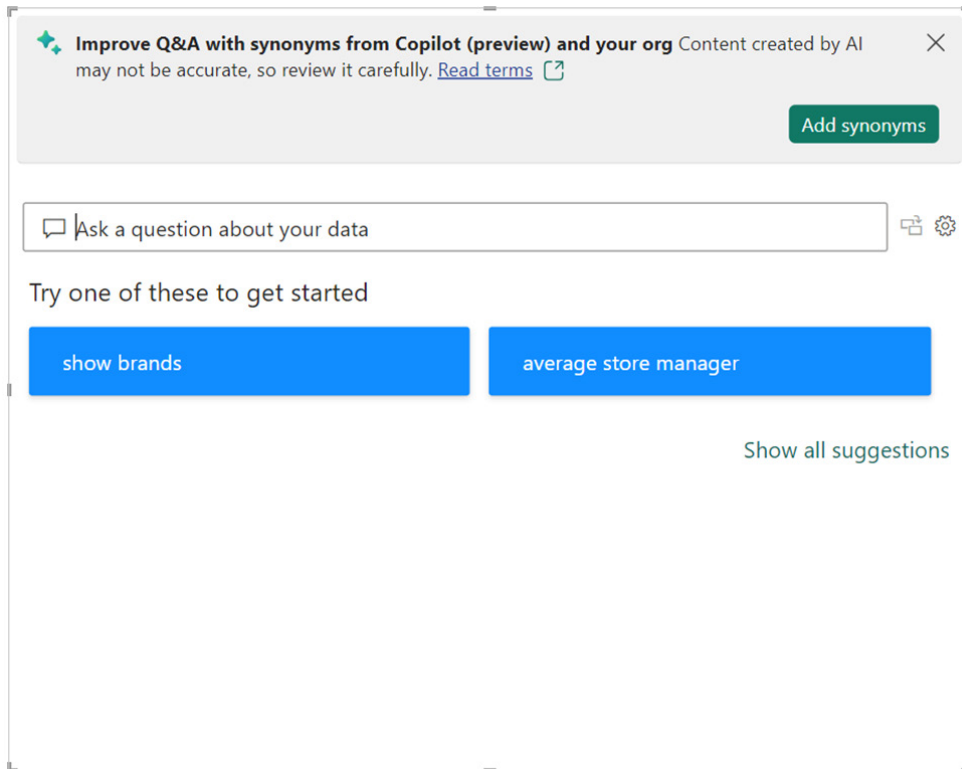 Improve Q&A with synonyms from Copilot (preview) and your org Content created by AI
may not be accurate, so review it carefully. Read terms
Add synonyms
Ask a question about your data
Try one of these to get started
show brands
average store manager
Show all suggestions